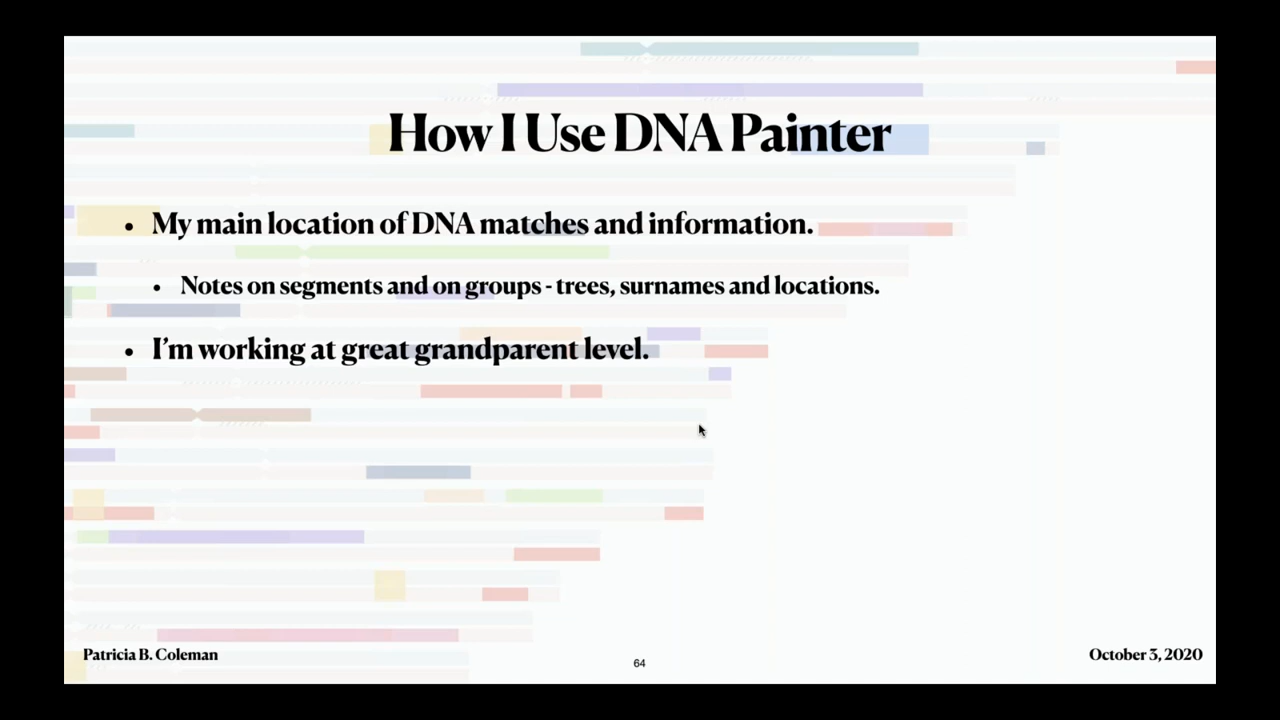 How I Use DNA Painter
• My main location of DNA matches and information.
• Notes on segments and on groups - trees, surnames and locations.
• I'm working at great grandparent level.
Patricia B. Coleman
64
October 3, 2020